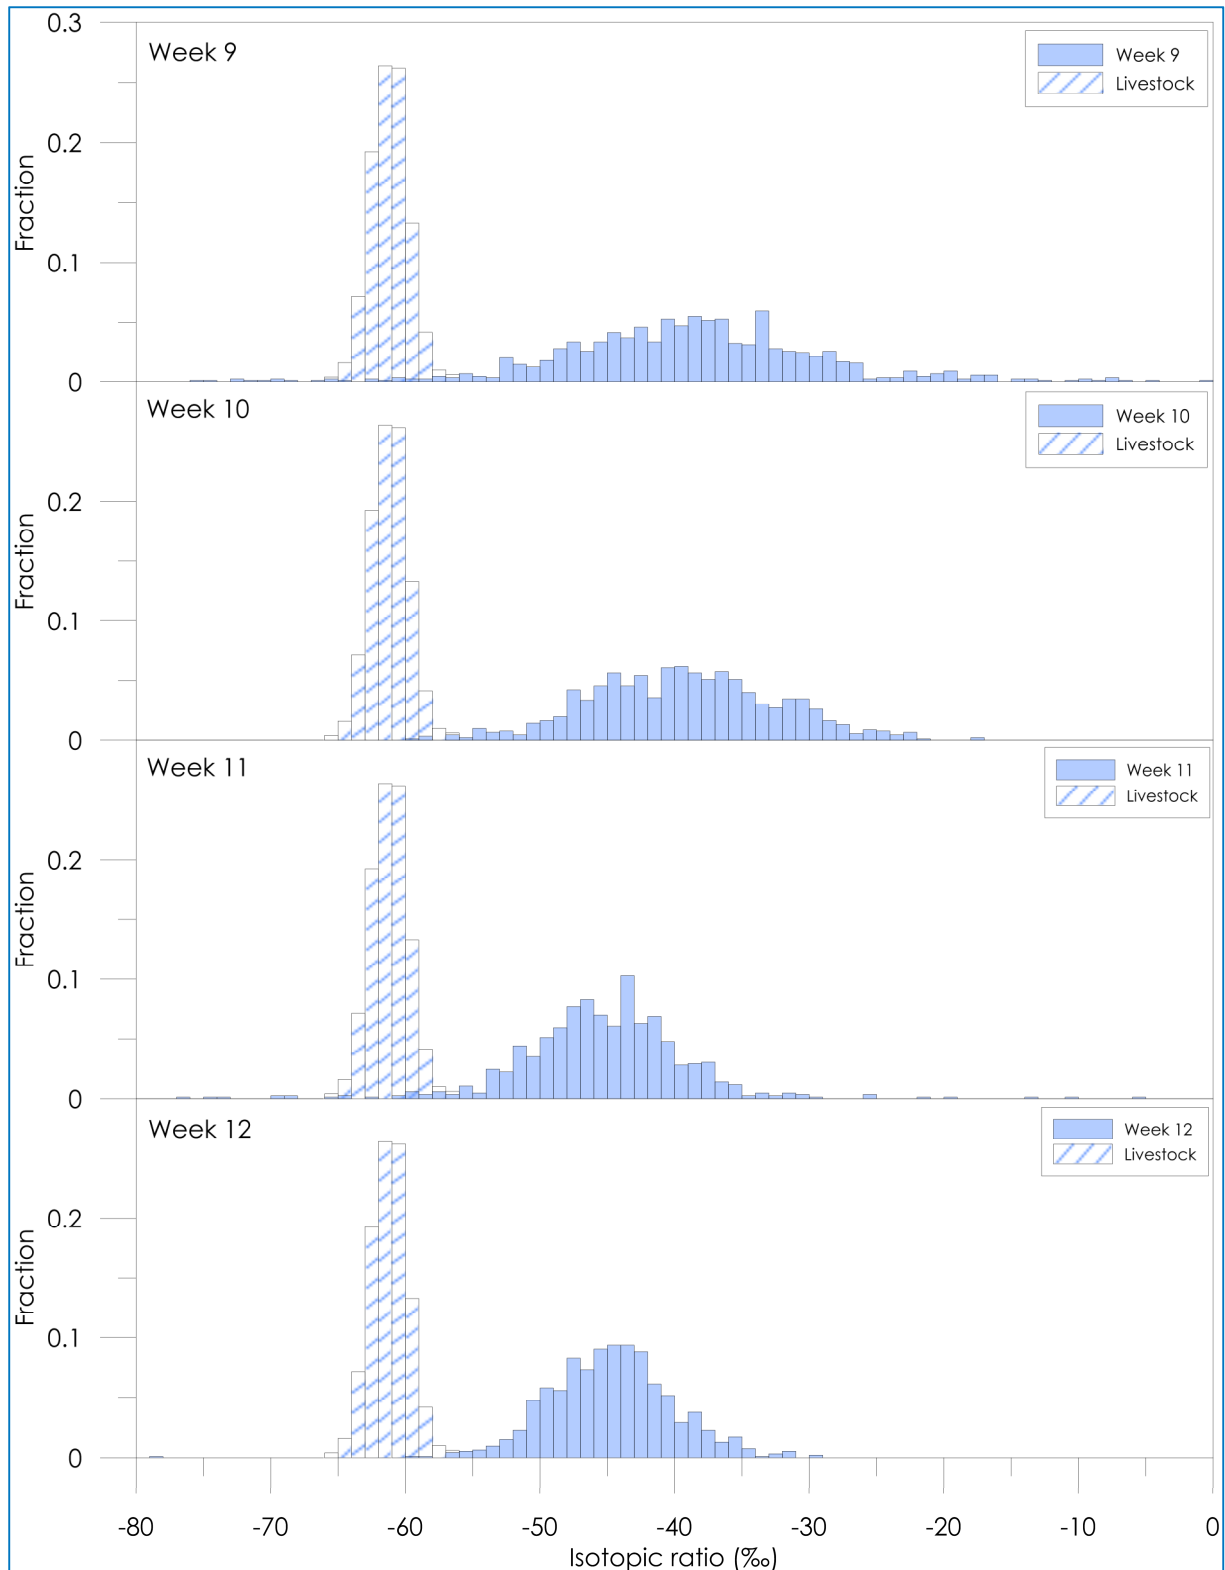 0.3
Week 9
Week 9
Livestock
0.2
Fraction
0.1
0
Week 10
Week 10
Livestock
0.2
Fraction
0.1
0
Week 11
Week 11
Livestock
0.2
Fraction
0.1
0
Week 12
Week 12
Livestock
0.2
Fraction
0.1
0
-80 -70 -60 -50 -40 -30 -20 -10 0
Isotopic ratio (‰)